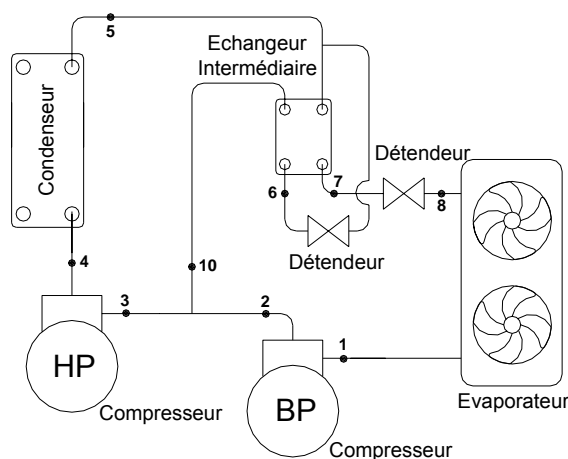 5
Echangeur
Intermédiaire
Condenseur
Détendeur
6
7
8
Détendeur
4
10
3
2
1
HP
Compresseur
BP
Compresseur
Evaporateur